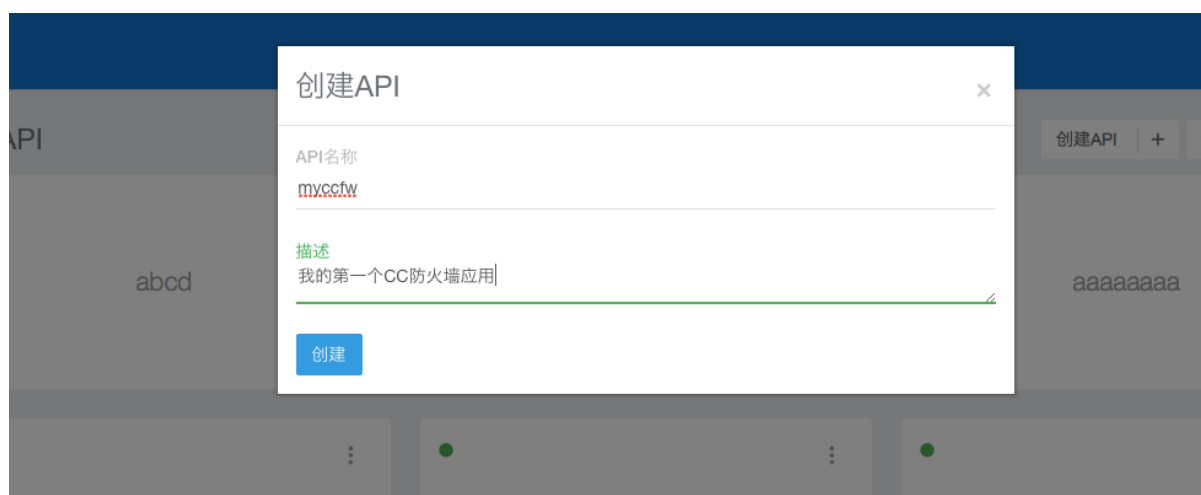 创建API
×
API
创建API +
API名称
myccfw
描述
我的第一个CC防火墙应用
abcd
aaaaaaaa
创建